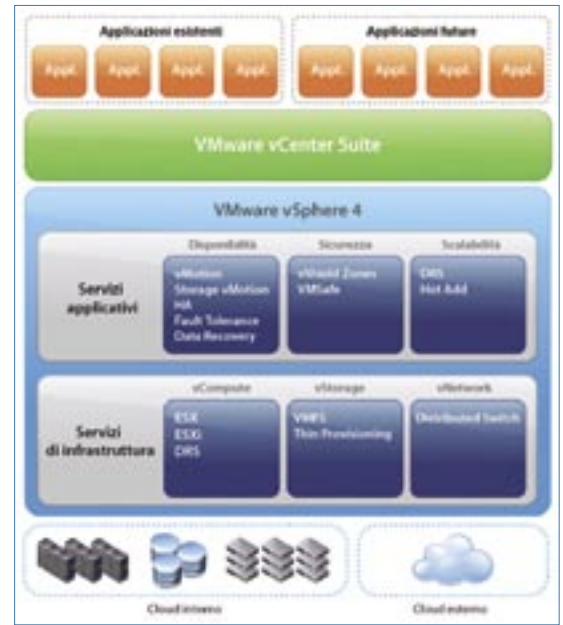 Applicazioni esistenti
Applicazioni future
Appl.
Appl.
Appl.
Appl.
Appl.
Appl.
Appl.
Appl.
VMware vCenter Suite
VMware vSphere 4
Servizi
applicativi
Disponibilità
vMotion
Storage vMotion
HA
Fault Tolerance
Data Recovery
Sicurezza
vShield Zones
VMSafe
Scalabilità
DRS
Hot Add
Servizi
di infrastruttura
vCompute
ESX
ESXi
DRS
vStorage
VMFS
Thin Provisioning
vNetwork
Distributed Switch
Cloud interno
Cloud esterno